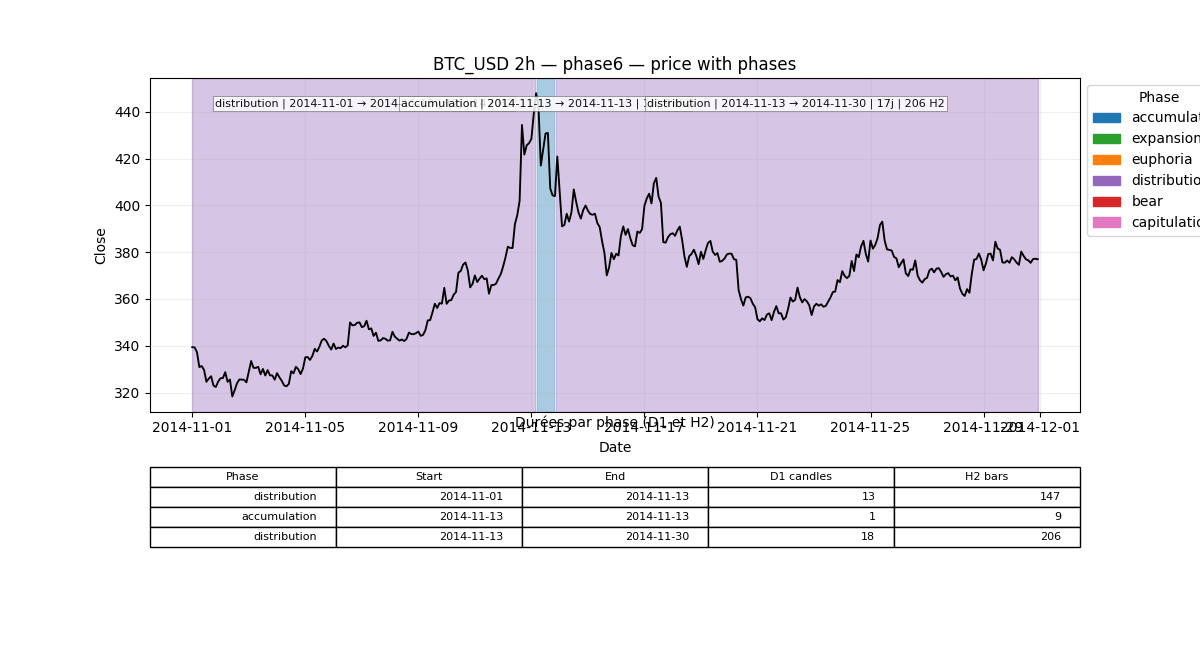 BTC_USD 2h — phase6 — price with phases
distribution | 2014-11-01 → 2014
accumulation | 2014-11-13 → 2014-11-13 |
distribution | 2014-11-13 → 2014-11-30 | 17j | 206 H2
Phase
accumulat
expansion
euphoria
distributio
bear
capitulatio
Close
440
420
400
380
360
340
320
2014-11-01 2014-11-05 2014-11-09 2014-11-13 2014-11-17 2014-11-21 2014-11-25 2014-11-29 2014-12-01
Durées par phase (D1 et H2)
Date
Phase Start End D1 candles H2 bars
distribution 2014-11-01 2014-11-13 13 147
accumulation 2014-11-13 2014-11-13 1 9
distribution 2014-11-13 2014-11-30 18 206